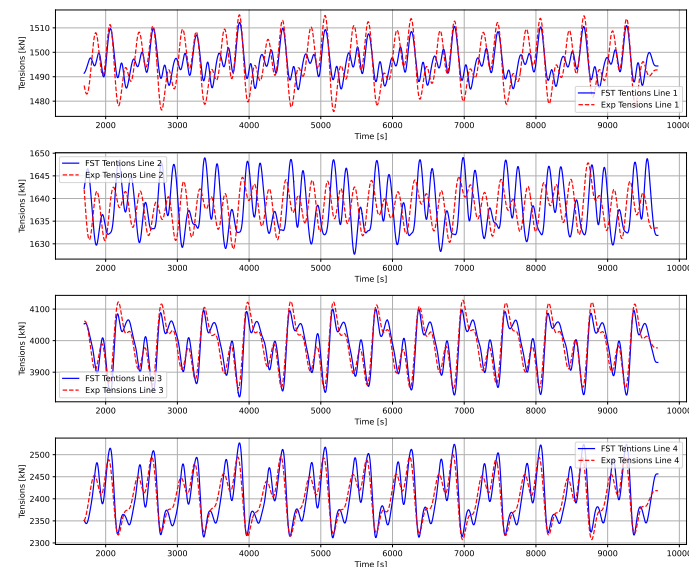 1510
1500
1490
1480
Tensions [kN]
FST Tentions Line 1
Exp Tensions Line 1
2000 3000 4000 5000 6000 7000 8000 9000 10000
Time [s]
1650
1645
1640
1635
1630
Tensions [kN]
FST Tentions Line 2
Exp Tensions Line 2
2000 3000 4000 5000 6000 7000 8000 9000 10000
Time [s]
4100
4000
3900
Tensions [kN]
FST Tentions Line 3
Exp Tensions Line 3
2000 3000 4000 5000 6000 7000 8000 9000 10000
Time [s]
2500
2450
2400
2350
2300
Tensions [kN]
FST Tentions Line 4
Exp Tensions Line 4
2000 3000 4000 5000 6000 7000 8000 9000 10000
Time [s]